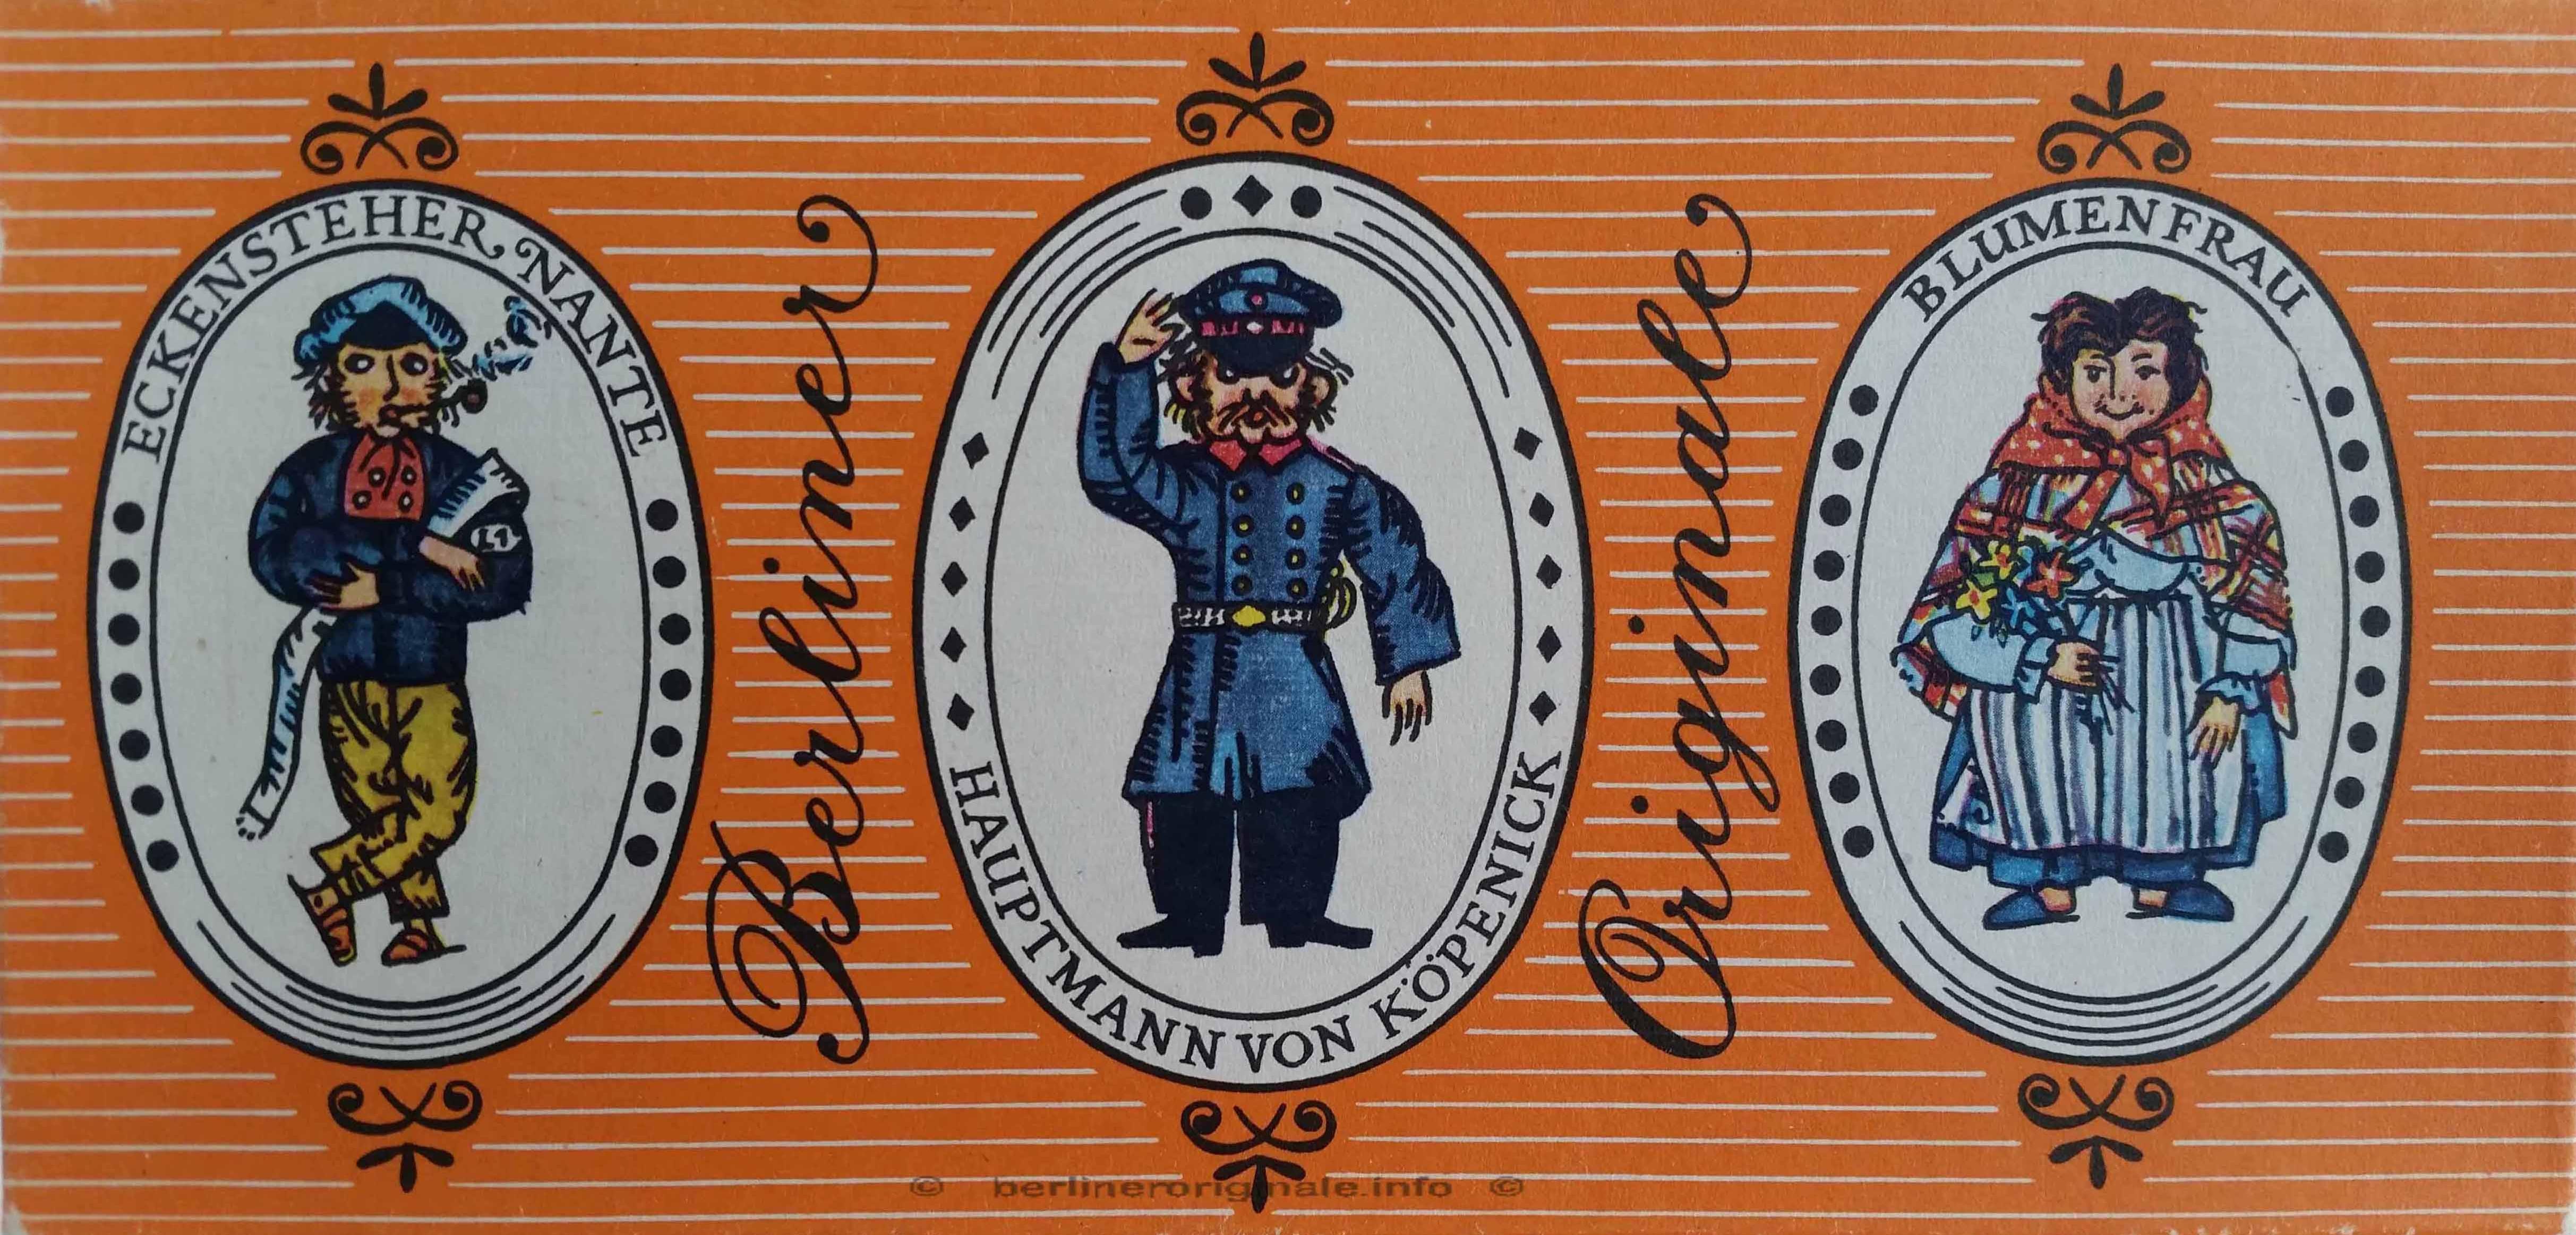 ECKENSTEHER NANTE
Berliner
HAUPTMANN VON KÖPENICK
Originale
BLUMENFRAU
© berlineroriginale.info ©